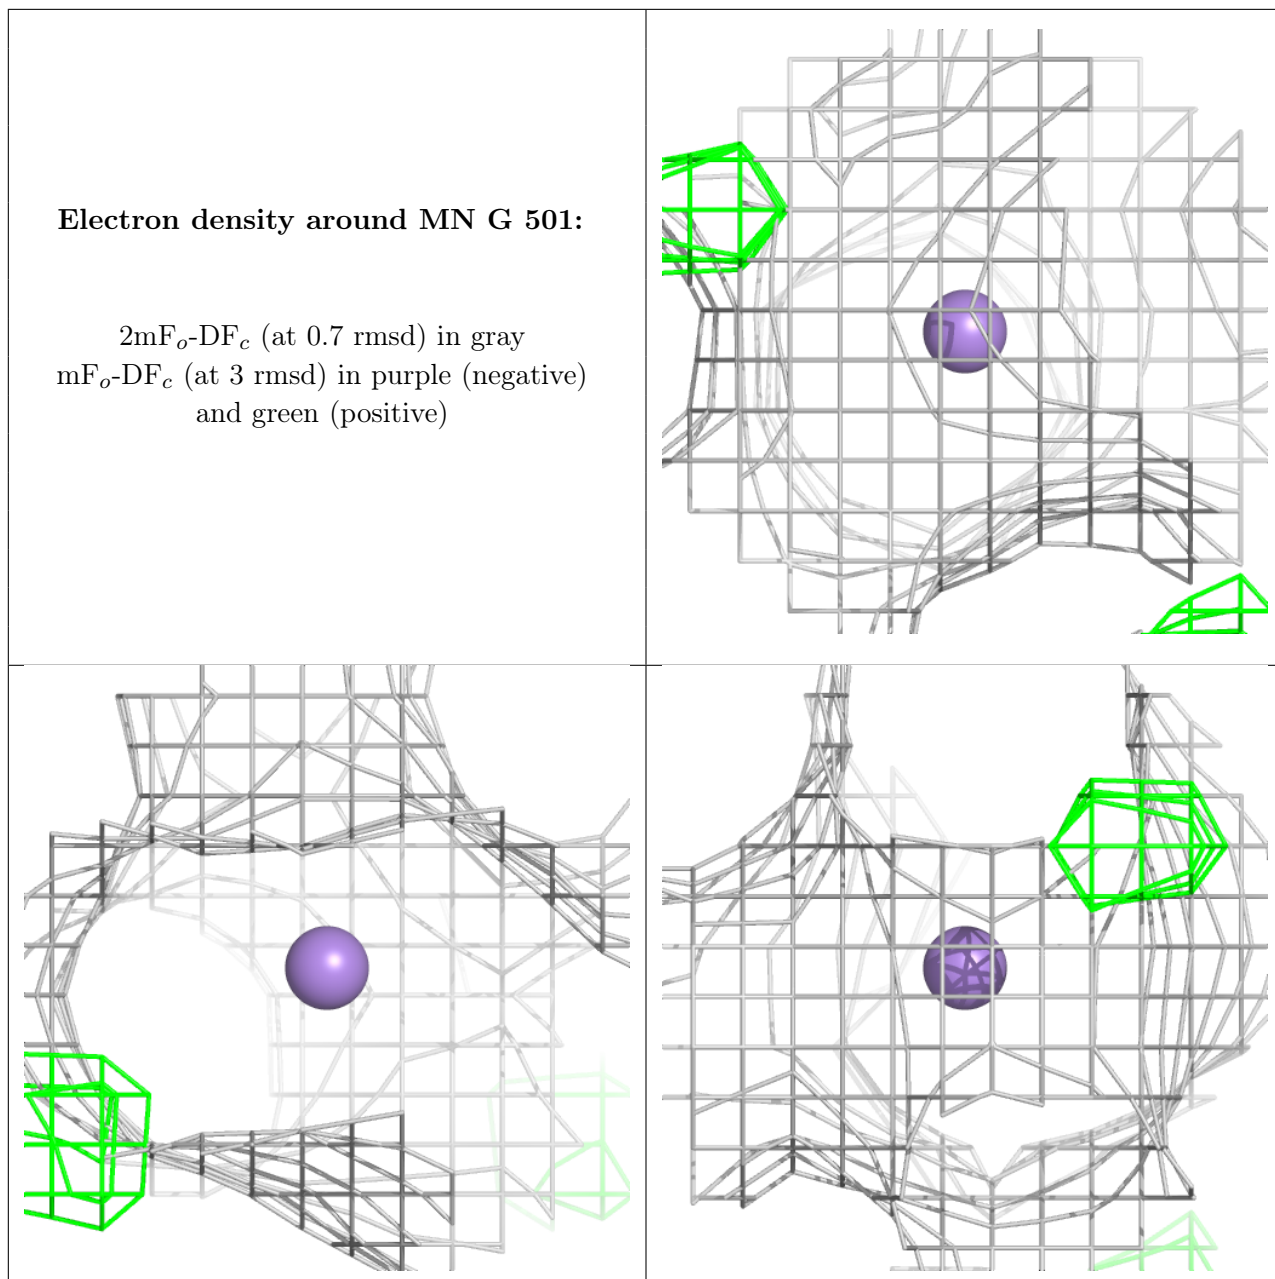 Electron density around MN G 501:
2mFo-DFc (at 0.7 rmsd) in gray
mFo-DFc (at 3 rmsd) in purple (negative)
and green (positive)